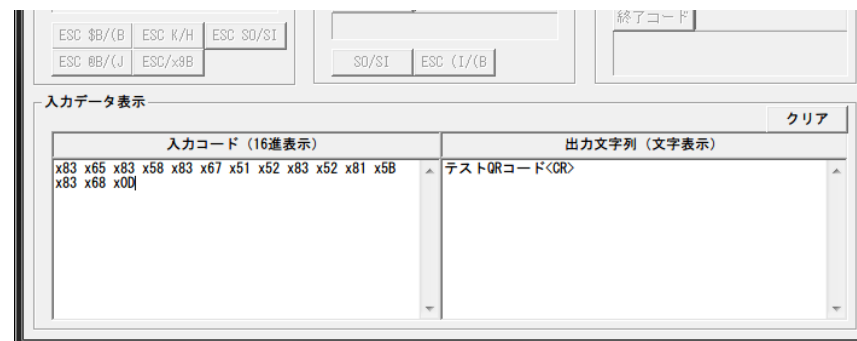 終了コード
ESC $B/(B ESC K/H ESC SO/SI
ESC @B/(J ESC/x9B
SO/SI ESC (I/(B
入力データ表示
クリア
入力コード（16進表示） 出力文字列（文字表示）
x83 x65 x83 x58 x83 x67 x51 x52 x83 x52 x81 x5B
x83 x68 x0D
テストQRコード<CR>